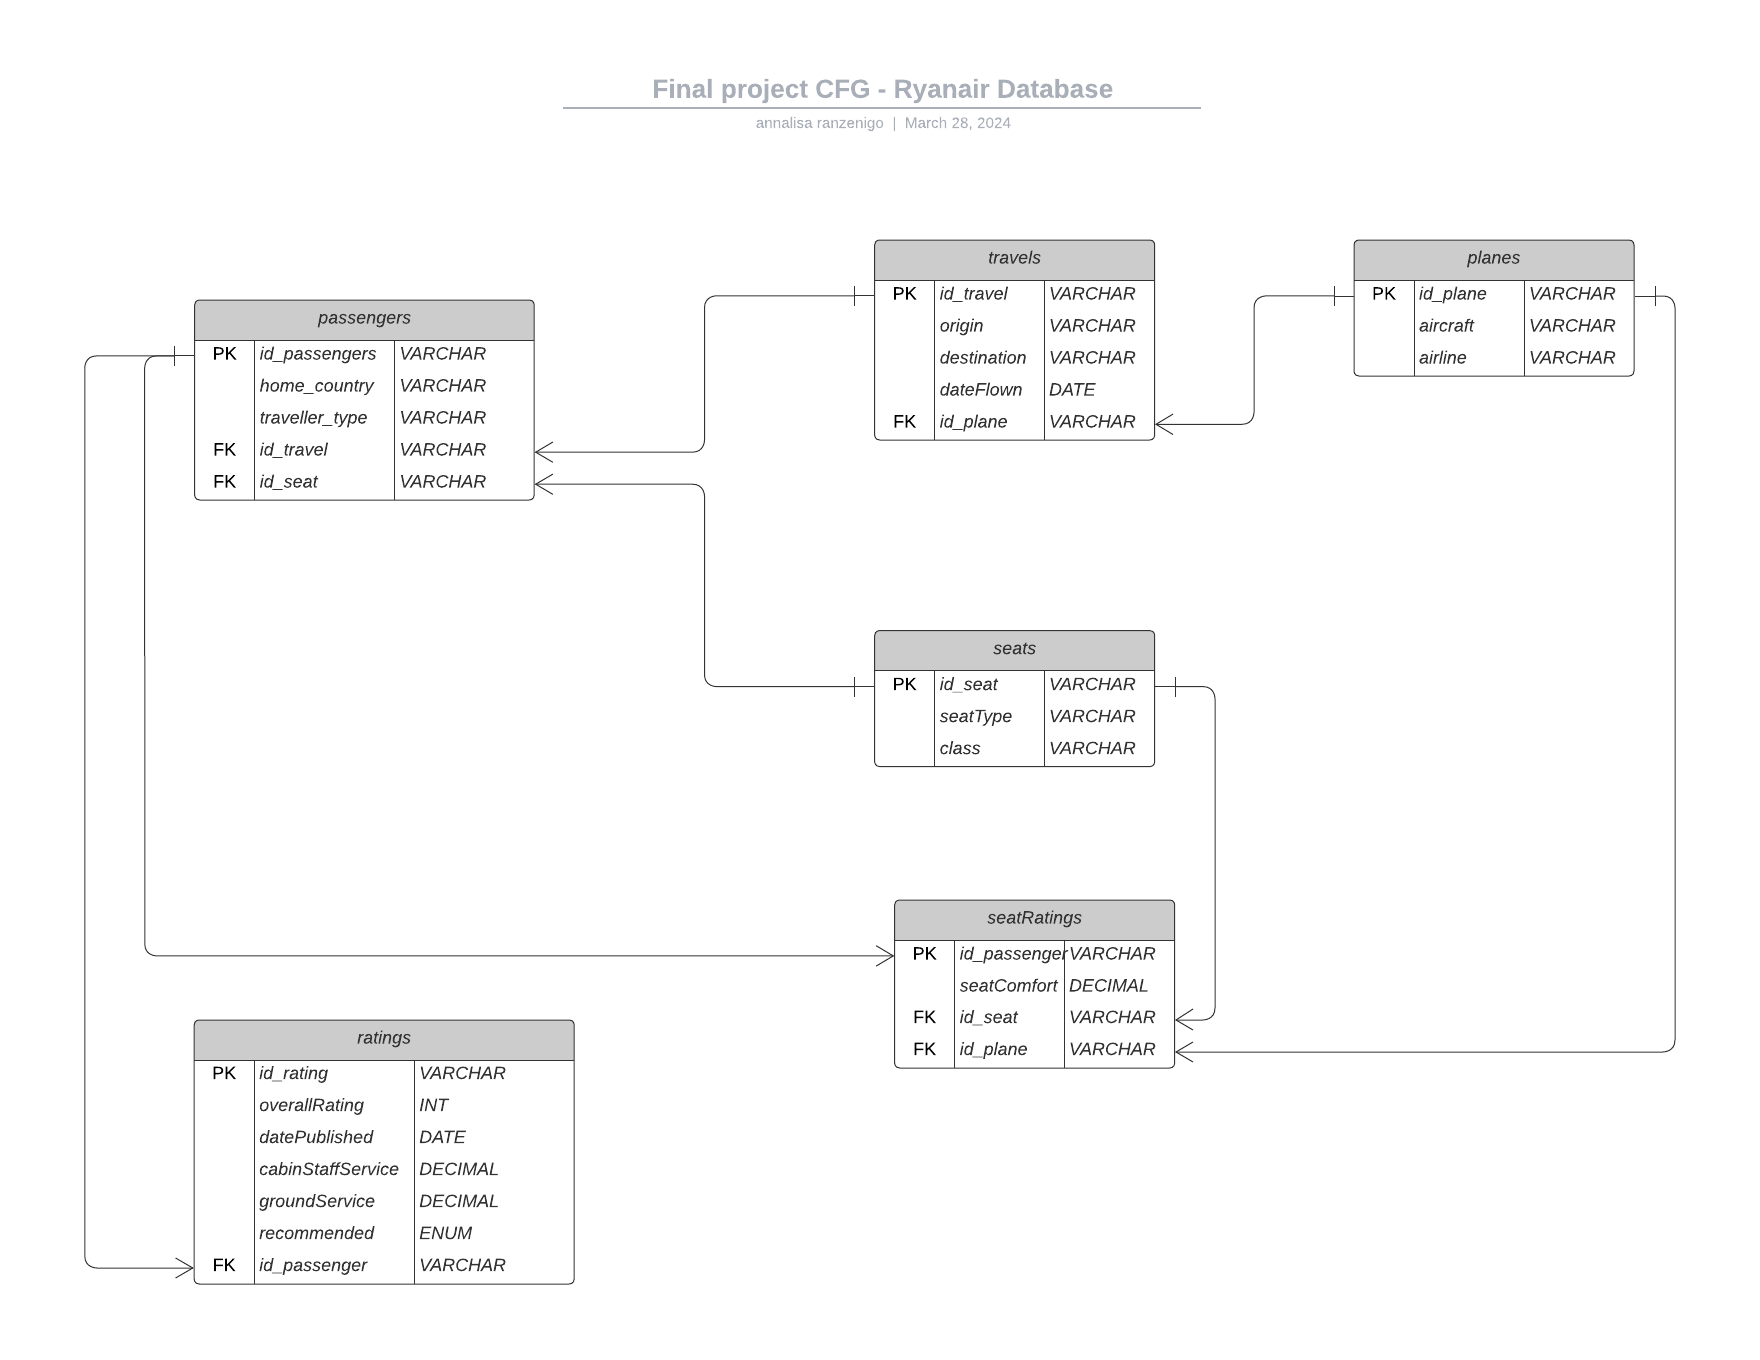 Final project CFG - Ryanair Database
annalisa ranzenigo | March 28, 2024
passengers
PK id_passengers VARCHAR
home_country VARCHAR
traveller_type VARCHAR
FK id_travel VARCHAR
FK id_seat VARCHAR
travels
PK id_travel VARCHAR
origin VARCHAR
destination VARCHAR
dateFlown DATE
FK id_plane VARCHAR
planes
PK id_plane VARCHAR
aircraft VARCHAR
airline VARCHAR
seats
PK id_seat VARCHAR
seatType VARCHAR
class VARCHAR
seatRatings
PK id_passenger VARCHAR
seatComfort DECIMAL
FK id_seat VARCHAR
FK id_plane VARCHAR
ratings
PK id_rating VARCHAR
overallRating INT
datePublished DATE
cabinStaffService DECIMAL
groundService DECIMAL
recommended ENUM
FK id_passenger VARCHAR